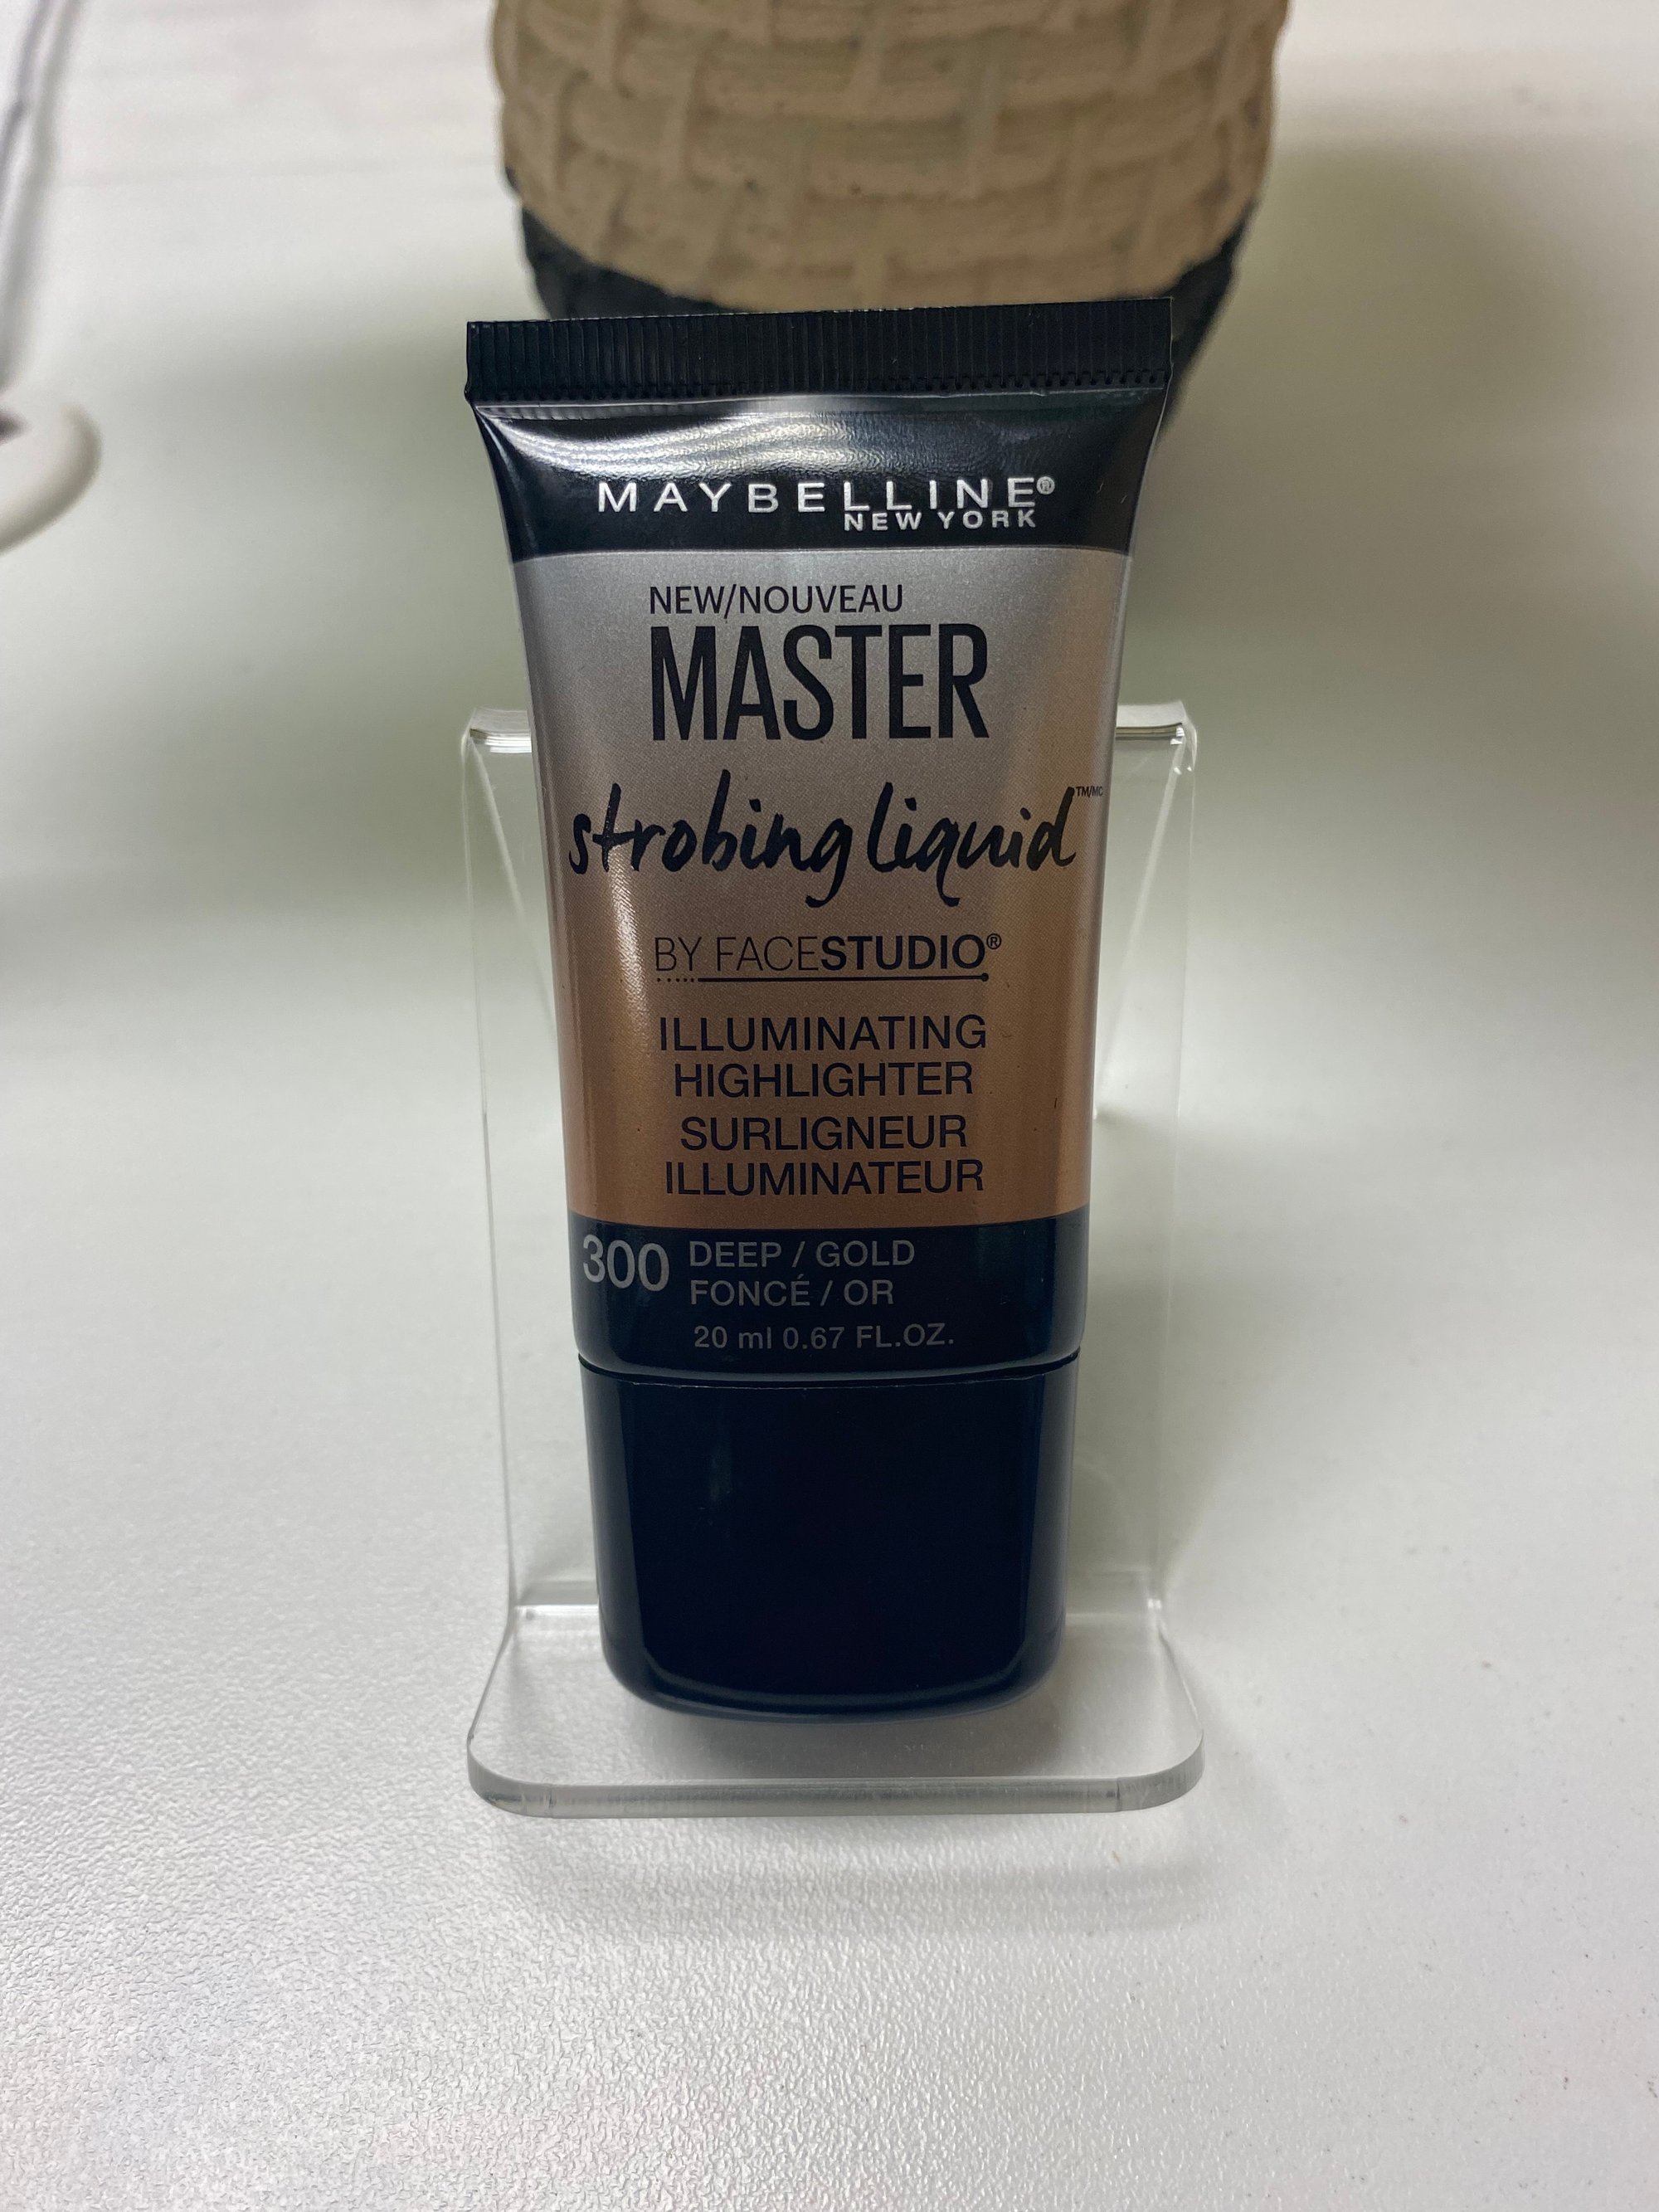 MAYBELLINE®
NEW YORK
NEW/NOUVEAU
MASTER
strobing liquid™/MC
BY FACESTUDIO®
ILLUMINATING
HIGHLIGHTER
SURLIGNEUR
ILLUMINATEUR
300 DEEP / GOLD
FONCÉ / OR
20 ml 0.67 FL.OZ.